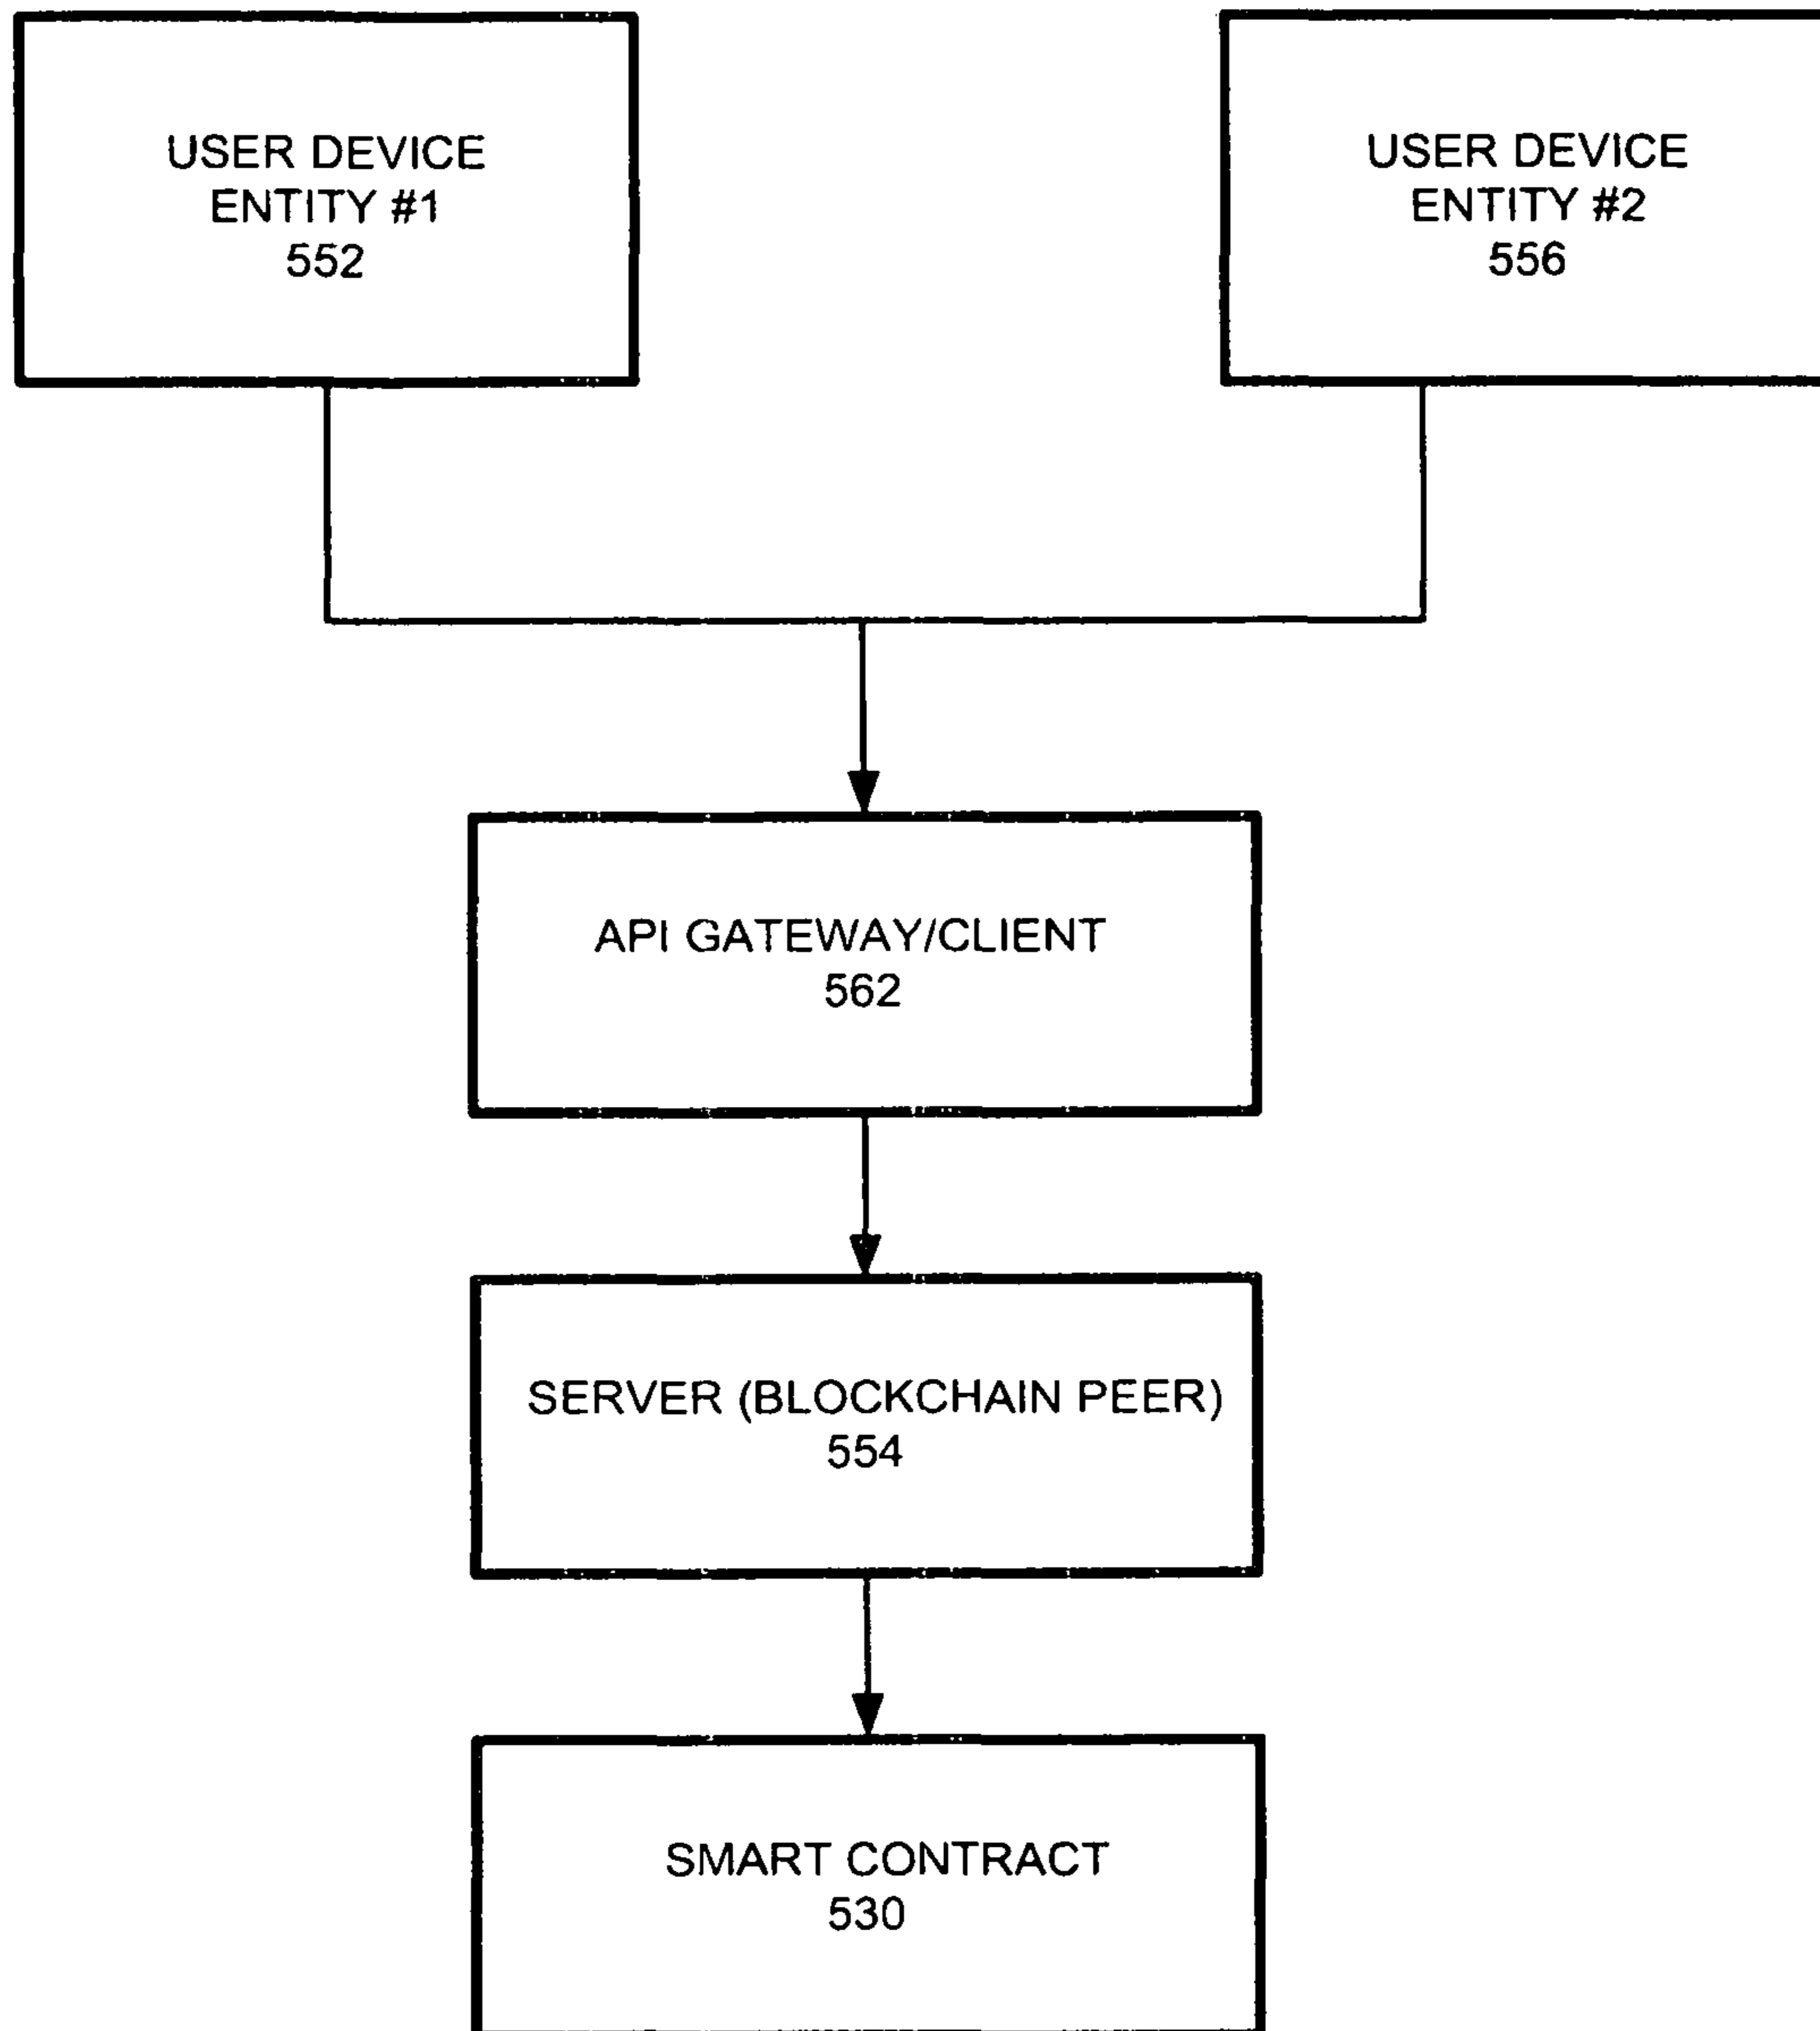 USER DEVICE
ENTITY #1
552
USER DEVICE
ENTITY #2
556
API GATEWAY/CLIENT
562
SERVER (BLOCKCHAIN PEER)
554
SMART CONTRACT
530